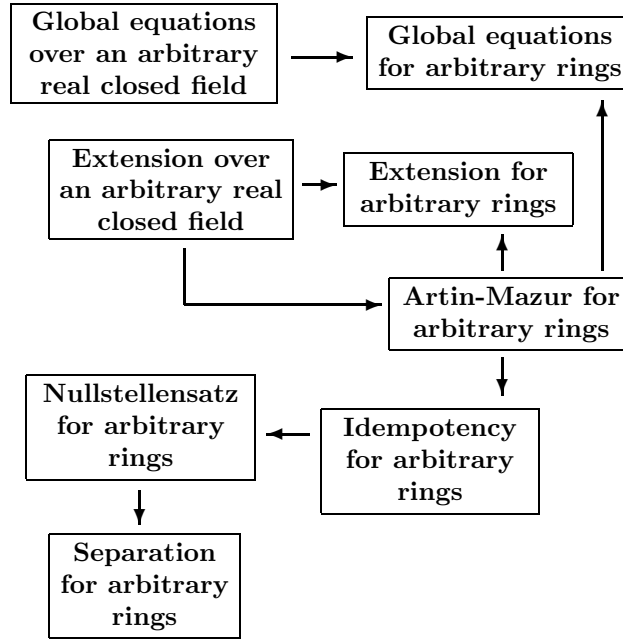 Global equations
over an arbitrary
real closed field
Global equations
for arbitrary rings
Extension over
an arbitrary real
closed field
Extension for
arbitrary rings
Artin-Mazur for
arbitrary rings
Nullstellensatz
for arbitrary
rings
Idempotency
for arbitrary
rings
Separation
for arbitrary
rings